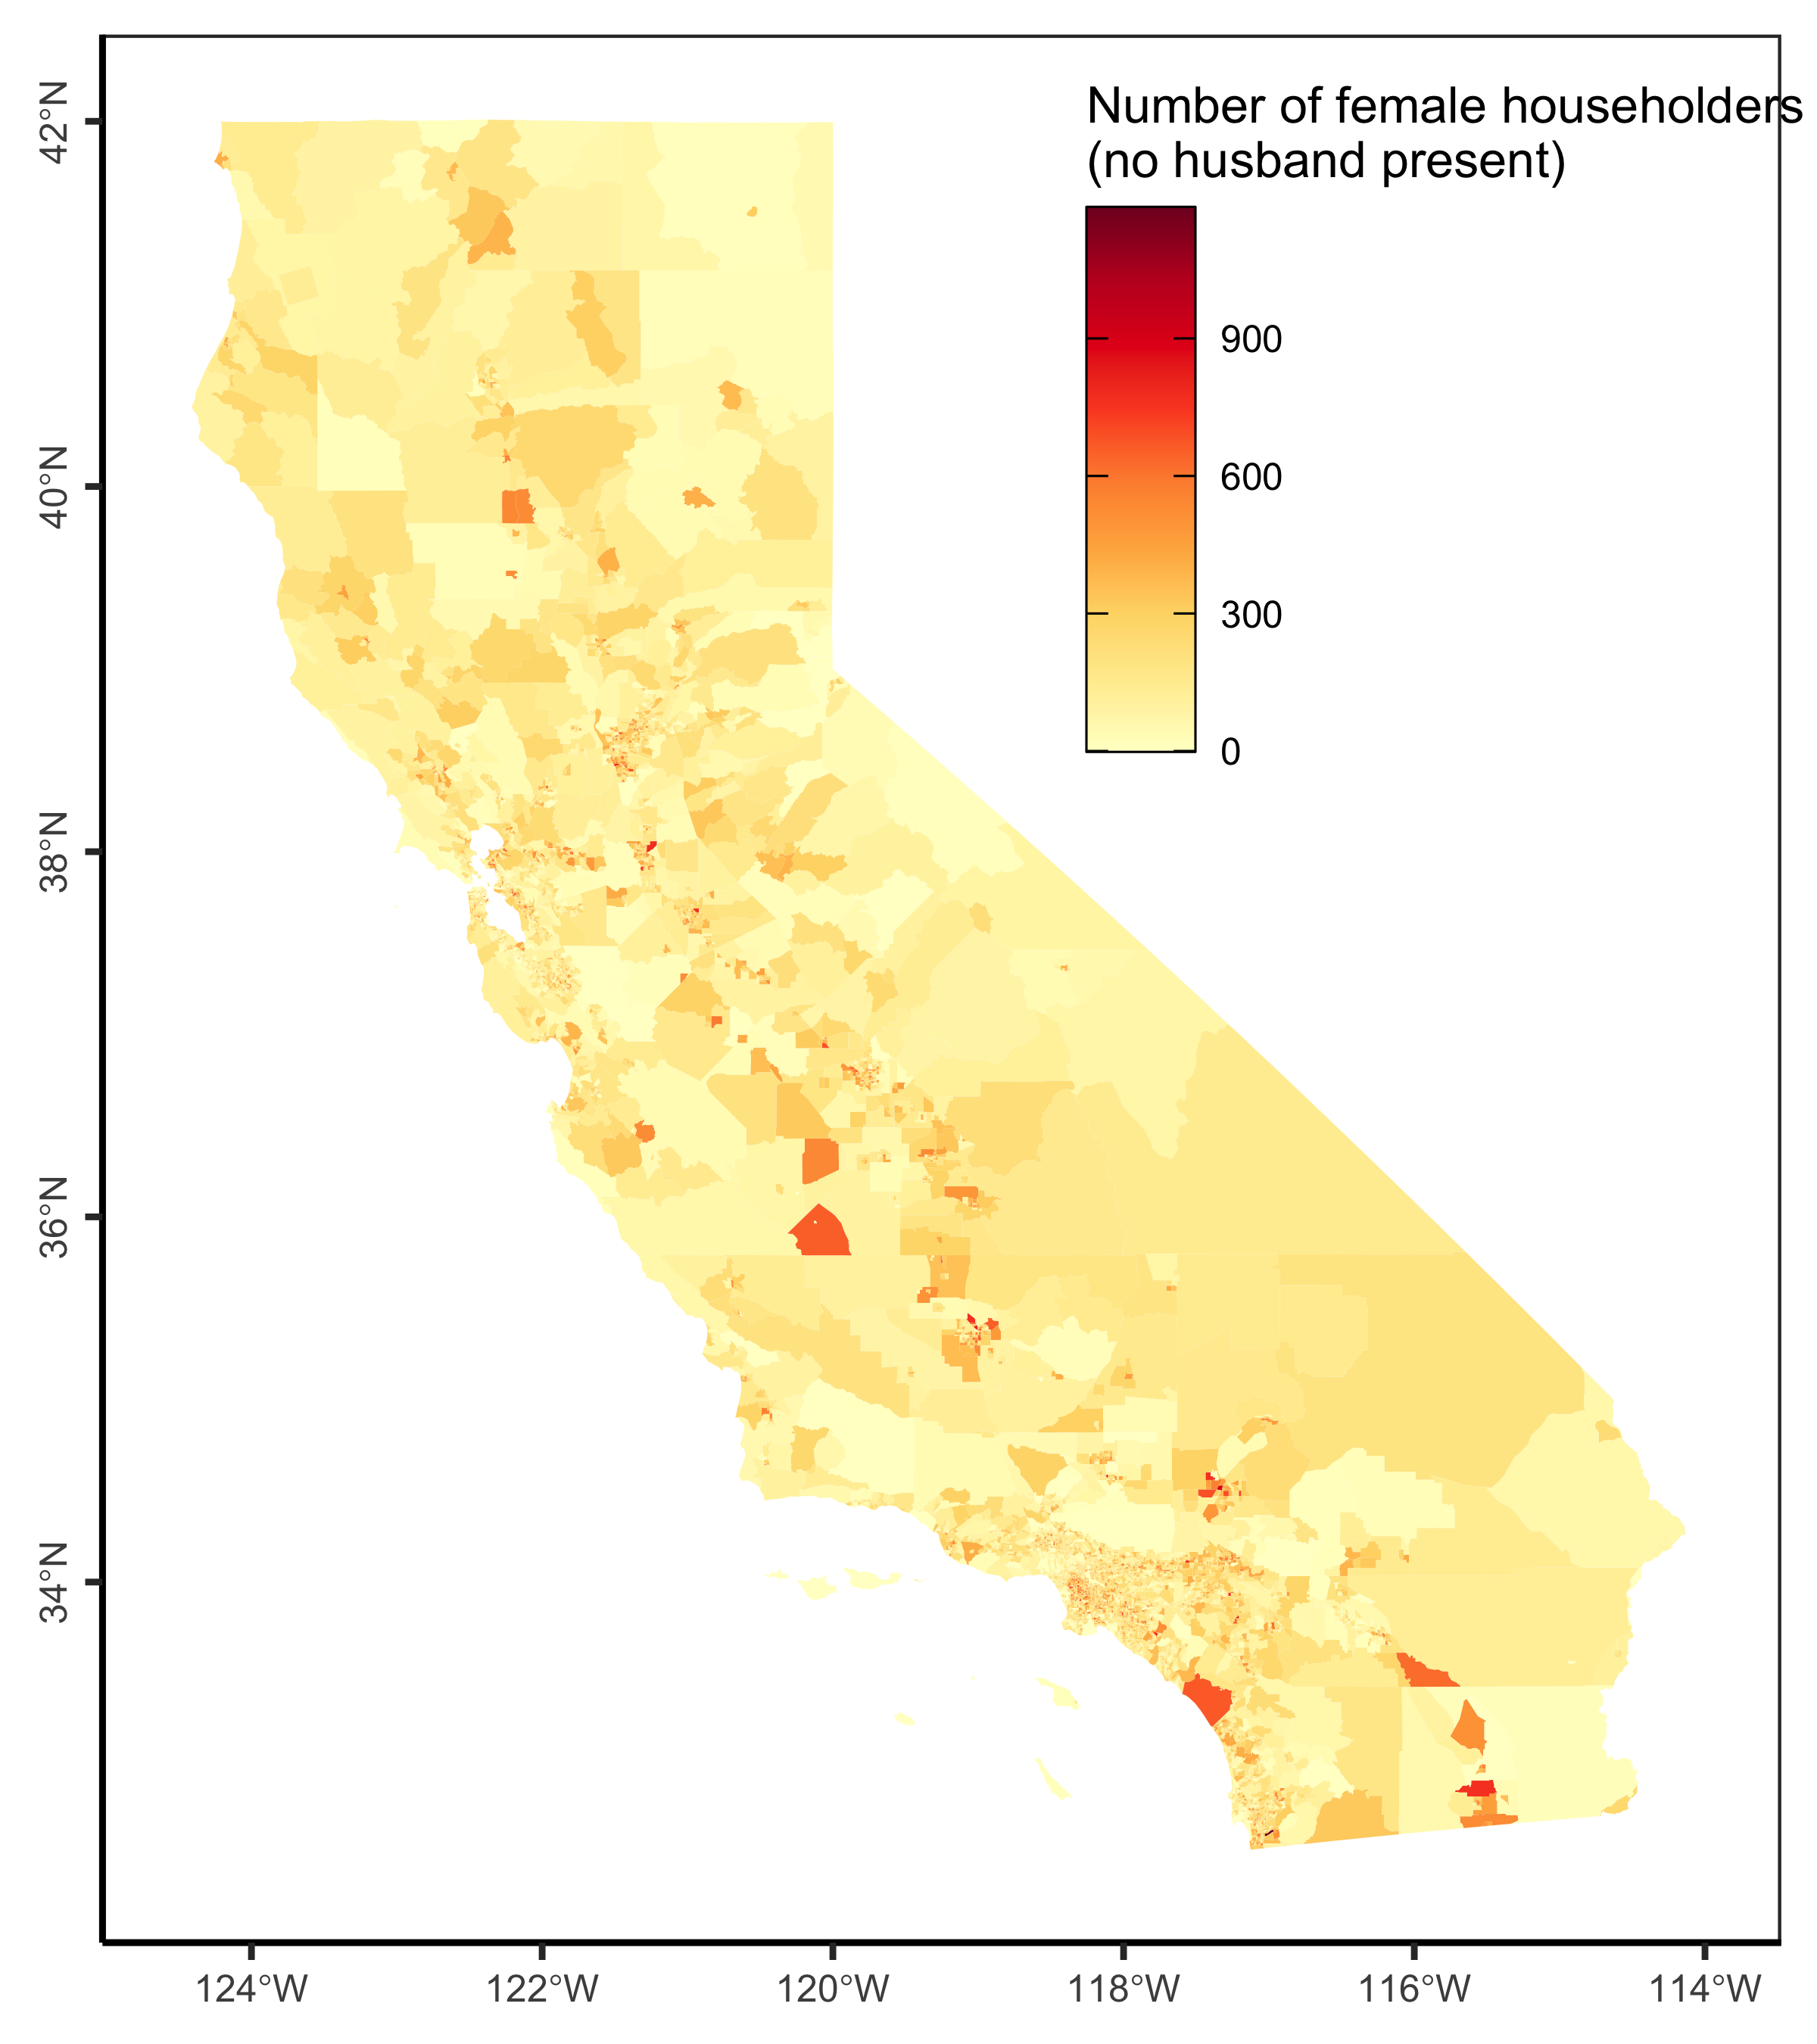 Number of female householders
(no husband present)
900
600
300
0
42°N
40°N
38°N
36°N
34°N
124°W
122°W
120°W
118°W
116°W
114°W